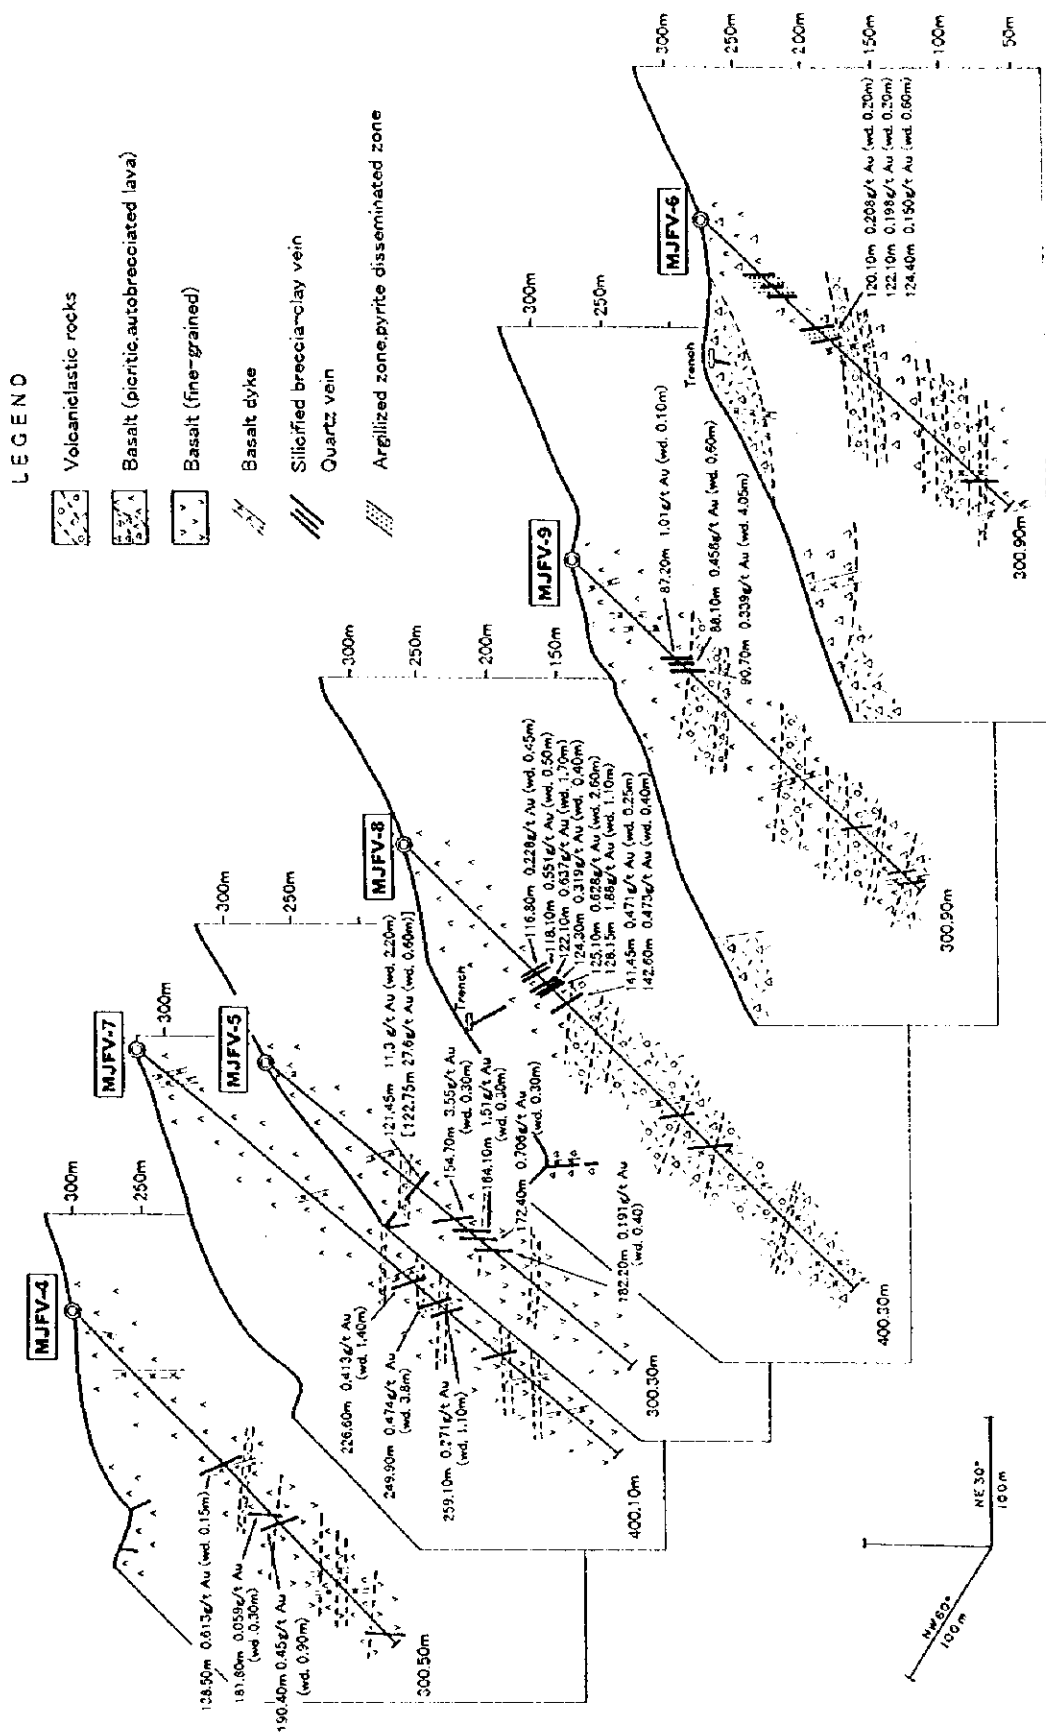 LEGEND
Volcaniclastic rocks
Basalt (picritic,autobrecciated lava)
Basalt (fine-grained)
Basalt dyke
Silicified breccia-clay vein
Quartz vein
Argillized zone,pyrite disseminated zone
MJFV-4
300m
250m
138.50m 0.613g/t Au (wd. 0.15m)
181.80m 0.059g/t Au
(wd. 0.30m)
190.40m 0.45g/t Au
(wd. 0.90m)
300.50m
MJFV-7
300m
226.60m 0.413g/t Au
(wd. 1.40m)
249.90m 0.474g/t Au
(wd. 3.8m)
259.10m 0.271g/t Au
(wd. 1.10m)
400.10m
MJFV-5
300m
250m
121.45m 11.3 g/t Au (wd. 2.20m)
[122.75m 27.6g/t Au (wd. 0.60m)]
154.70m 3.55g/t Au
(wd. 0.30m)
164.10m 1.51g/t Au
(wd. 0.30m)
172.40m 0.706g/t Au
(wd. 0.30m)
182.20m 0.191g/t Au
(wd. 0.40)
300.30m
MJFV-8
300m
250m
200m
150m
Trench
116.80m 0.228g/t Au (wd. 0.45m)
118.10m 0.551g/t Au (wd. 0.50m)
122.10m 0.637g/t Au (wd. 1.70m)
124.30m 0.319g/t Au (wd. 0.40m)
125.10m 0.628g/t Au (wd. 2.60m)
128.15m 1.88g/t Au (wd. 1.10m)
141.45m 0.471g/t Au (wd. 0.25m)
142.60m 0.473g/t Au (wd. 0.40m)
400.30m
MJFV-9
300m
250m
87.20m 1.01g/t Au (wd. 0.10m)
88.10m 0.458g/t Au (wd. 0.60m)
90.70m 0.339g/t Au (wd. 4.05m)
300.90m
MJFV-6
300m
250m
200m
150m
100m
50m
Trench
120.10m 0.208g/t Au (wd. 0.20m)
122.10m 0.198g/t Au (wd. 0.20m)
124.40m 0.150g/t Au (wd. 0.60m)
300.90m
NW60°
100m
NE30°
100m